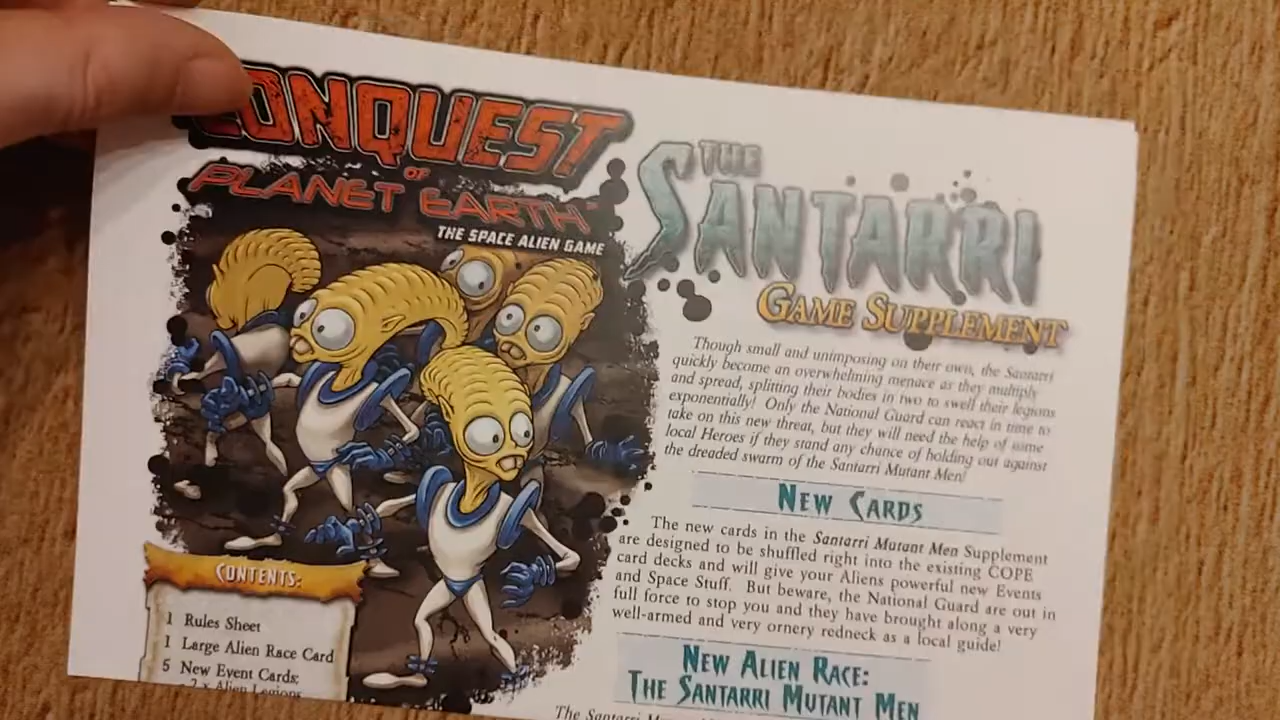 CONQUEST
OF
PLANET EARTH™
THE SPACE ALIEN GAME
THE
SANTARRI
GAME SUPPLEMENT
Though small and unimposing on their own, the Santarri
quickly become an overwhelming menace as they multiply
and spread, splitting their bodies in two to swell their legions
exponentially! Only the National Guard can react in time to
take on this new threat, but they will need the help of some
local Heroes if they stand any chance of holding out against
the dreaded swarm of the Santarri Mutant Men!
NEW CARDS
The new cards in the Santarri Mutant Men Supplement
are designed to be shuffled right into the existing COPE
card decks and will give your Aliens powerful new Events
and Space Stuff. But beware, the National Guard are out in
full force to stop you and they have brought along a very
well-armed and very ornery redneck as a local guide!
NEW ALIEN RACE:
THE SANTARRI MUTANT MEN
The Santarri
CONTENTS:
1 Rules Sheet
1 Large Alien Race Card
5 New Event Cards;
2 x Alien Legions